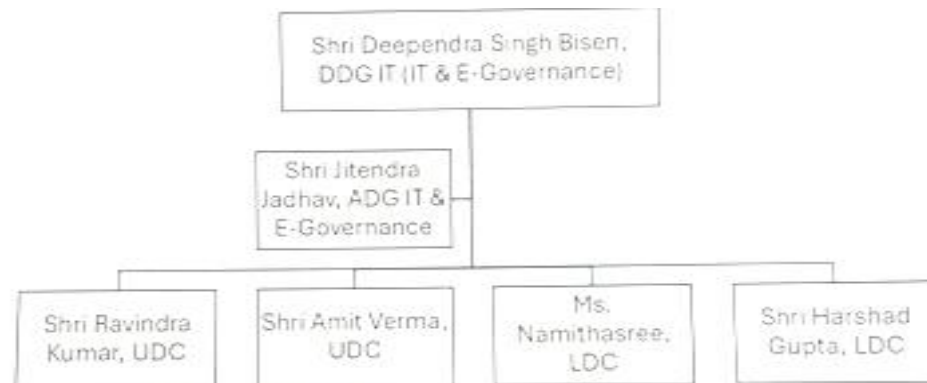 Shri Deependra Singh Bisen,
DDG IT (IT & E-Governance)
Shri Jitendra
Jadhav, ADG IT &
E-Governance
Shri Ravindra
Kumar, UDC
Shri Amit Verma,
UDC
Ms.
Namithasree,
LDC
Shri Harshad
Gupta, LDC